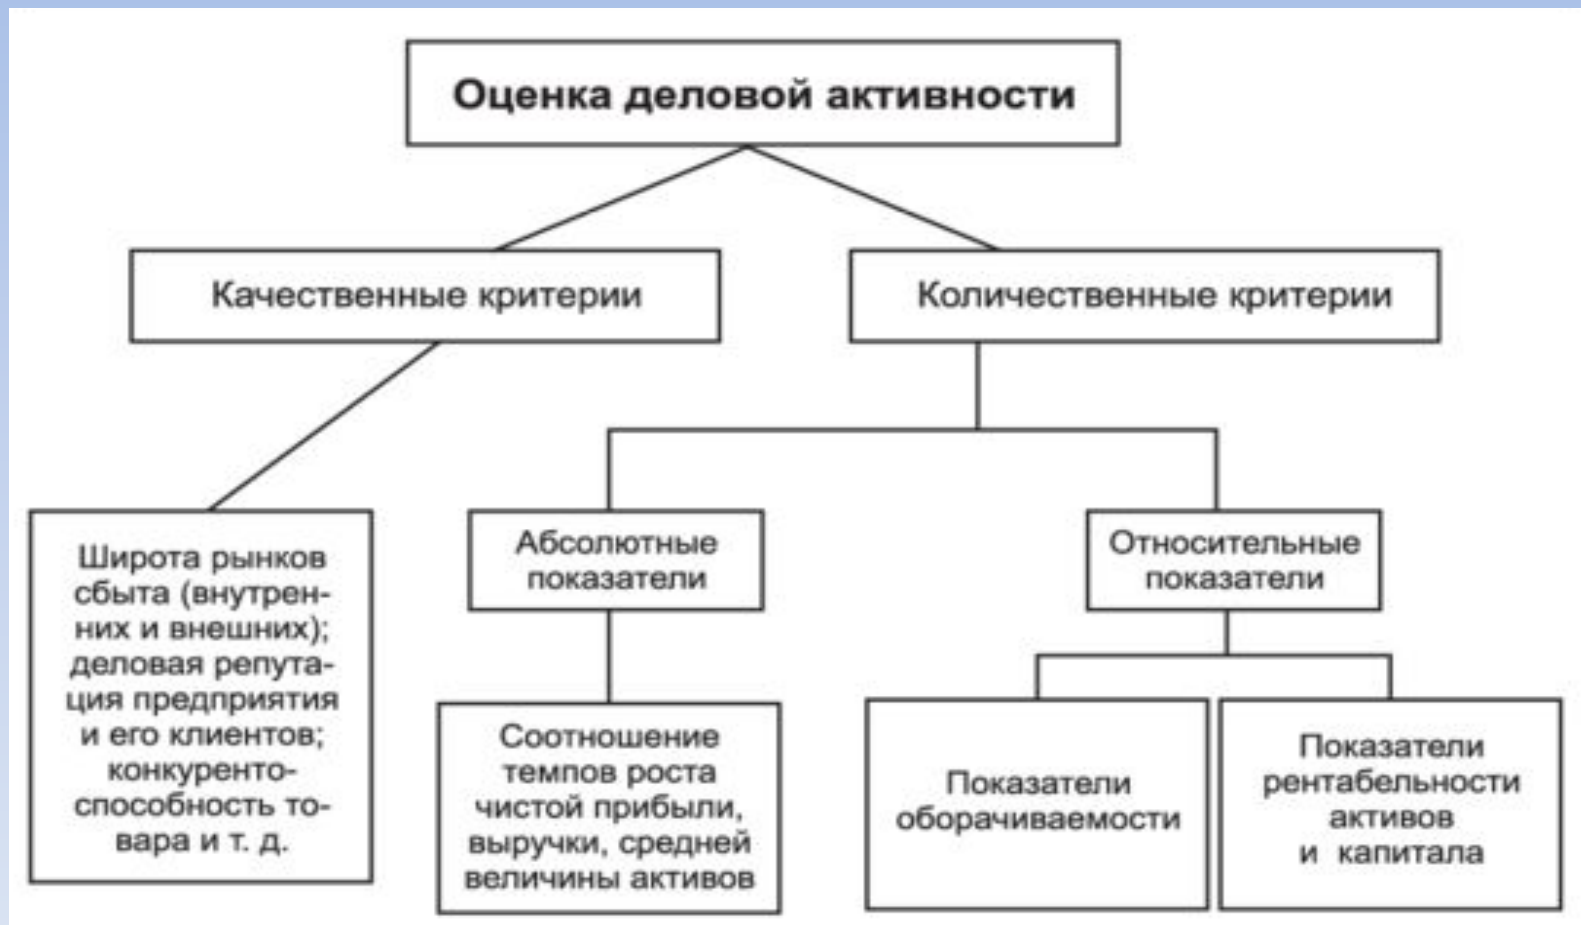 Оценка деловой активности
Качественные критерии
Количественные критерии
Широта рынков
сбыта (внутрен-
них и внешних);
деловая репута-
ция предприятия
и его клиентов;
конкуренто-
способность то-
вара и т. д.
Абсолютные
показатели
Соотношение
темпов роста
чистой прибыли,
выручки, средней
величины активов
Относительные
показатели
Показатели
оборачиваемости
Показатели
рентабельности
активов
и капитала